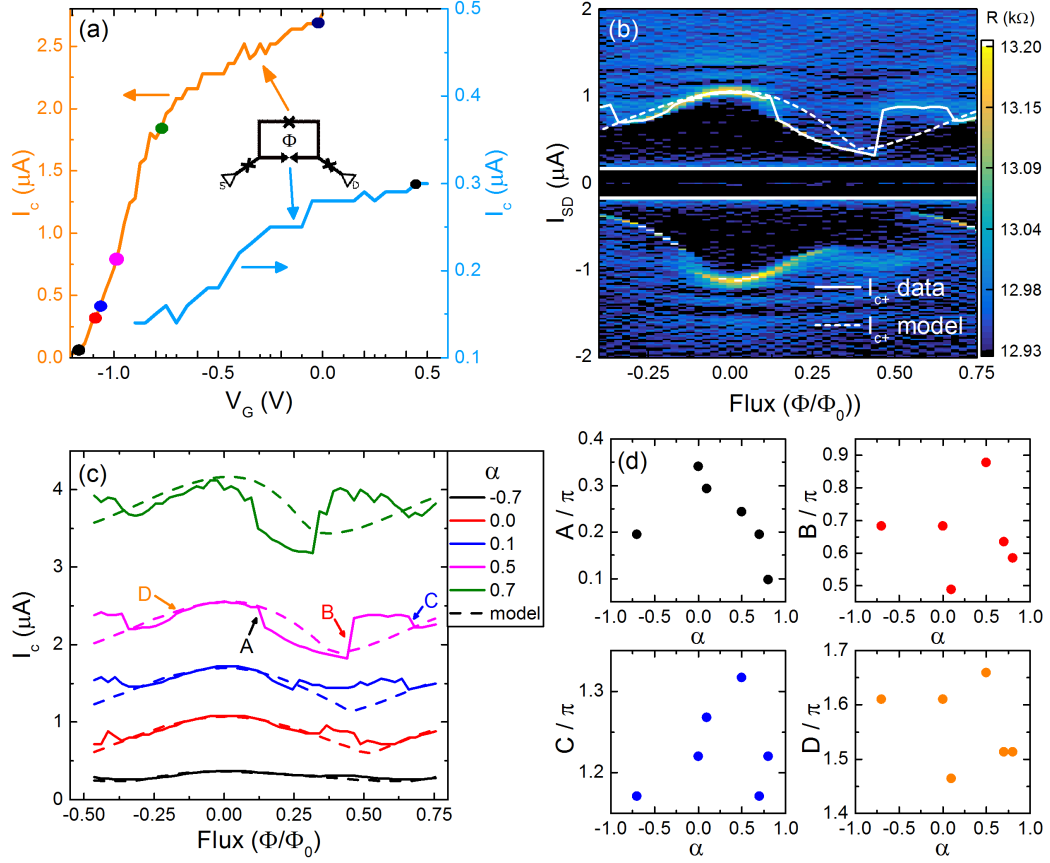 (a)
2.5
2.0
1.5
1.0
0.5
0.0
I_c (μA)
0.5
0.4
0.3
0.2
0.1
I_c (μA)
Φ
S
D
-1.0
-0.5
0.0
0.5
V_G (V)
(b)
2
1
0
-1
-2
I_SD (μA)
I_c+ data
I_c+ model
-0.25
0.00
0.25
0.50
0.75
Flux (Φ/Φ_0))
R (kΩ)
13.20
13.15
13.09
13.04
12.98
12.93
(c)
4
3
2
1
0
I_c (μA)
D
A
B
C
-0.50
-0.25
0.00
0.25
0.50
0.75
Flux (Φ/Φ_0)
α
-0.7
0.0
0.1
0.5
0.7
model
(d)
0.4
0.3
0.2
0.1
A / π
-1.0 -0.5 0.0 0.5 1.0
α
0.9
0.8
0.7
0.6
0.5
B / π
-1.0 -0.5 0.0 0.5 1.0
α
1.3
1.2
C / π
-1.0 -0.5 0.0 0.5 1.0
α
1.7
1.6
1.5
1.4
D / π
-1.0 -0.5 0.0 0.5 1.0
α